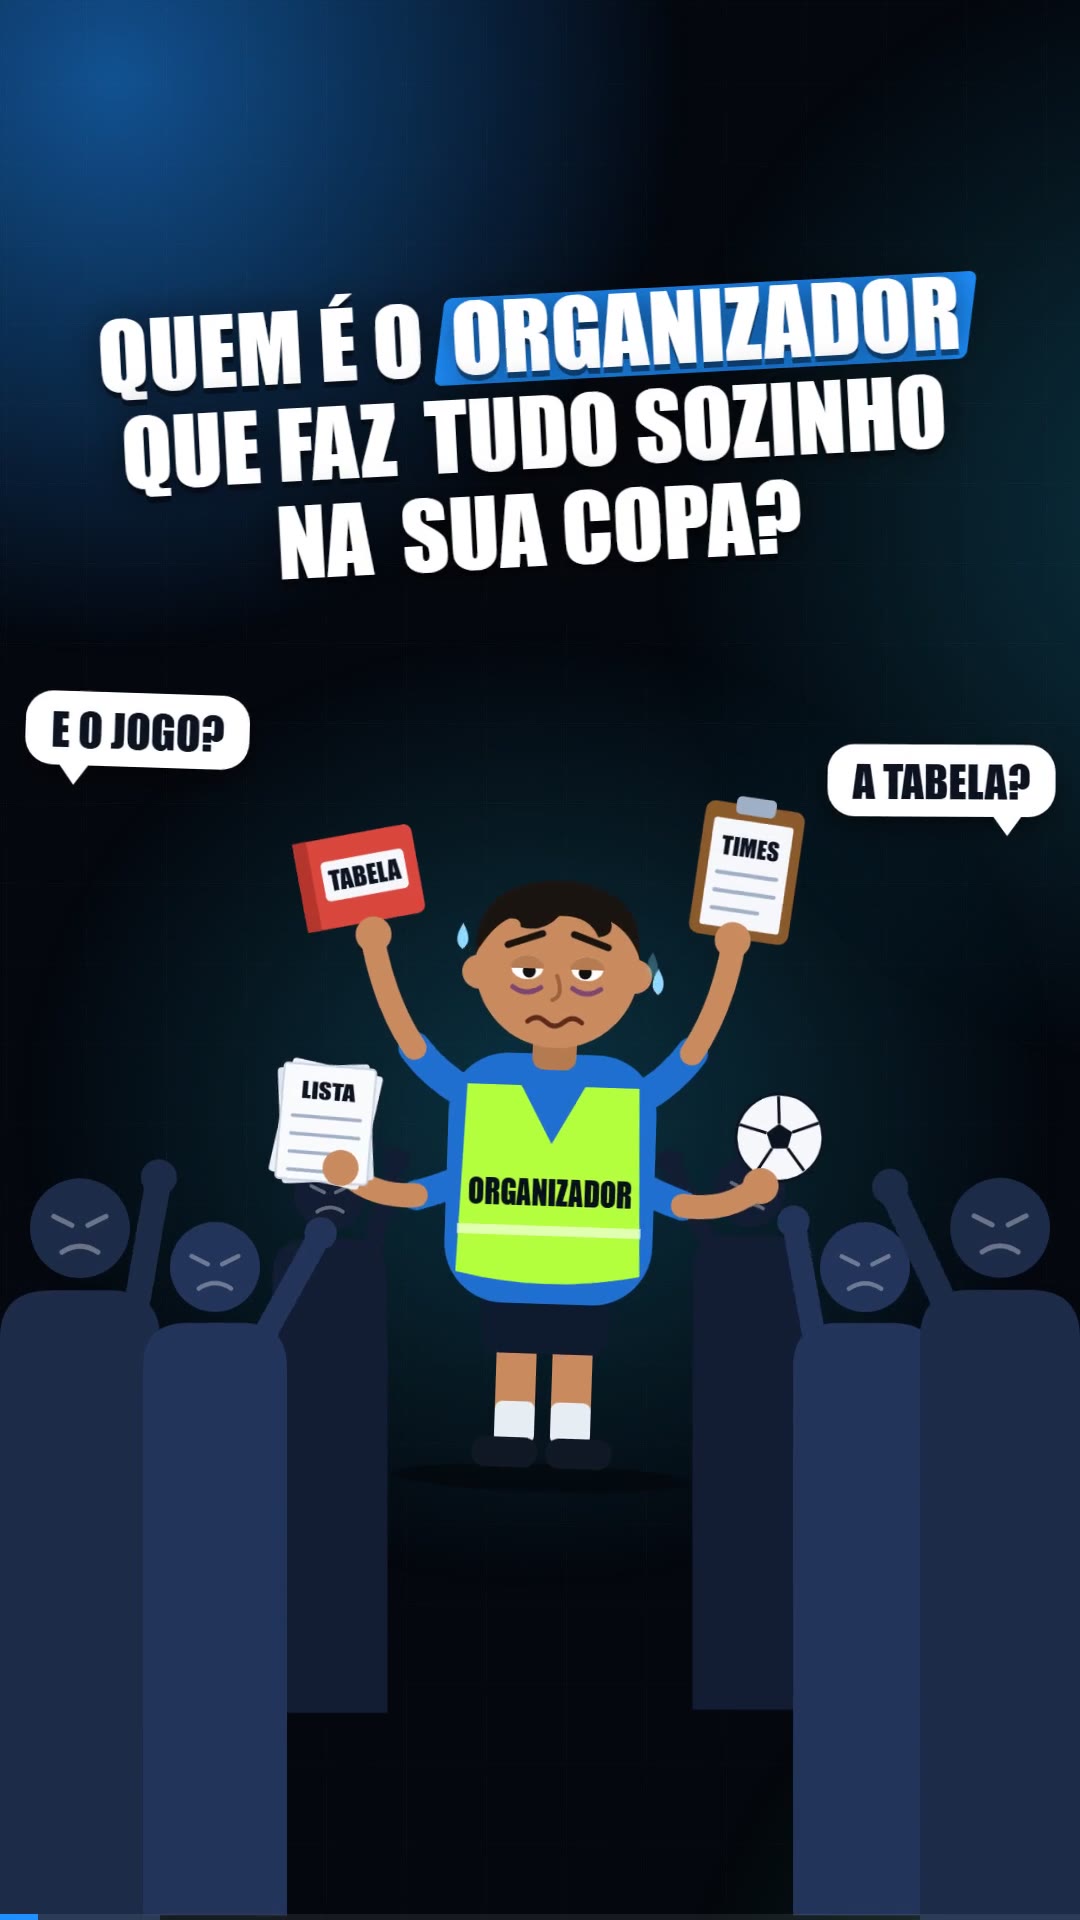 QUEM É O ORGANIZADOR
QUE FAZ TUDO SOZINHO
NA SUA COPA?
E O JOGO?
A TABELA?
TABELA
TIMES
LISTA
ORGANIZADOR